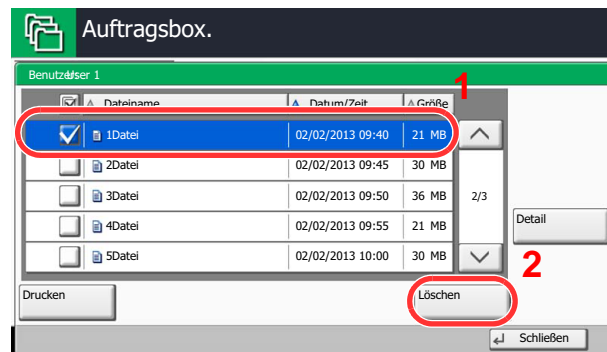 Auftragsbox.
Benutzer User 1
1
Dateiname Datum/Zeit Größe
1Datei 02/02/2013 09:40 21 MB
2Datei 02/02/2013 09:45 30 MB
3Datei 02/02/2013 09:50 36 MB 2/3
4Datei 02/02/2013 09:55 21 MB
Detail
5Datei 02/02/2013 10:00 30 MB
2
Drucken Löschen
Schließen